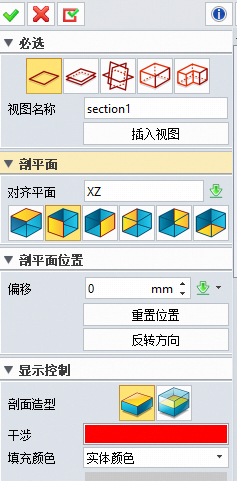 必选
视图名称 section1
插入视图
剖平面
对齐平面 XZ
剖平面位置
偏移 0 mm
重置位置
反转方向
显示控制
剖面造型
干涉
填充颜色 实体颜色